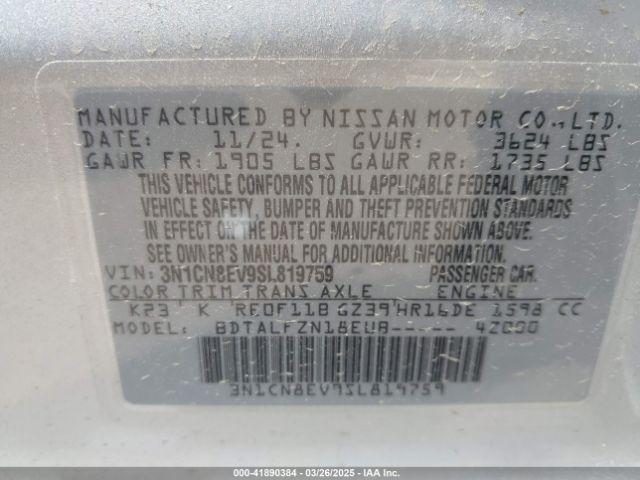 MANUFACTURED BY NISSAN MOTOR CO., LTD.
DATE: 11/24. GVWR: 3624 LBS
GAWR FR: 1905 LBS GAWR RR: 1735 LBS
THIS VEHICLE CONFORMS TO ALL APPLICABLE FEDERAL MOTOR
VEHICLE SAFETY, BUMPER AND THEFT PREVENTION STANDARDS
IN EFFECT ON THE DATE OF MANUFACTURE SHOWN ABOVE.
SEE OWNER'S MANUAL FOR ADDITIONAL INFORMATION.
VIN: 3N1CN8EV9SL819759 PASSENGER CAR.
COLOR TRIM TRANS AXLE ENGINE
K23 K RE0F11B GZ39 HR16DE 1598 CC
MODEL: BDTALFZN18EUB----- 42000
3N1CN8EV9SL819759
000-41890384 | 03/26/2025 | IAA Inc.